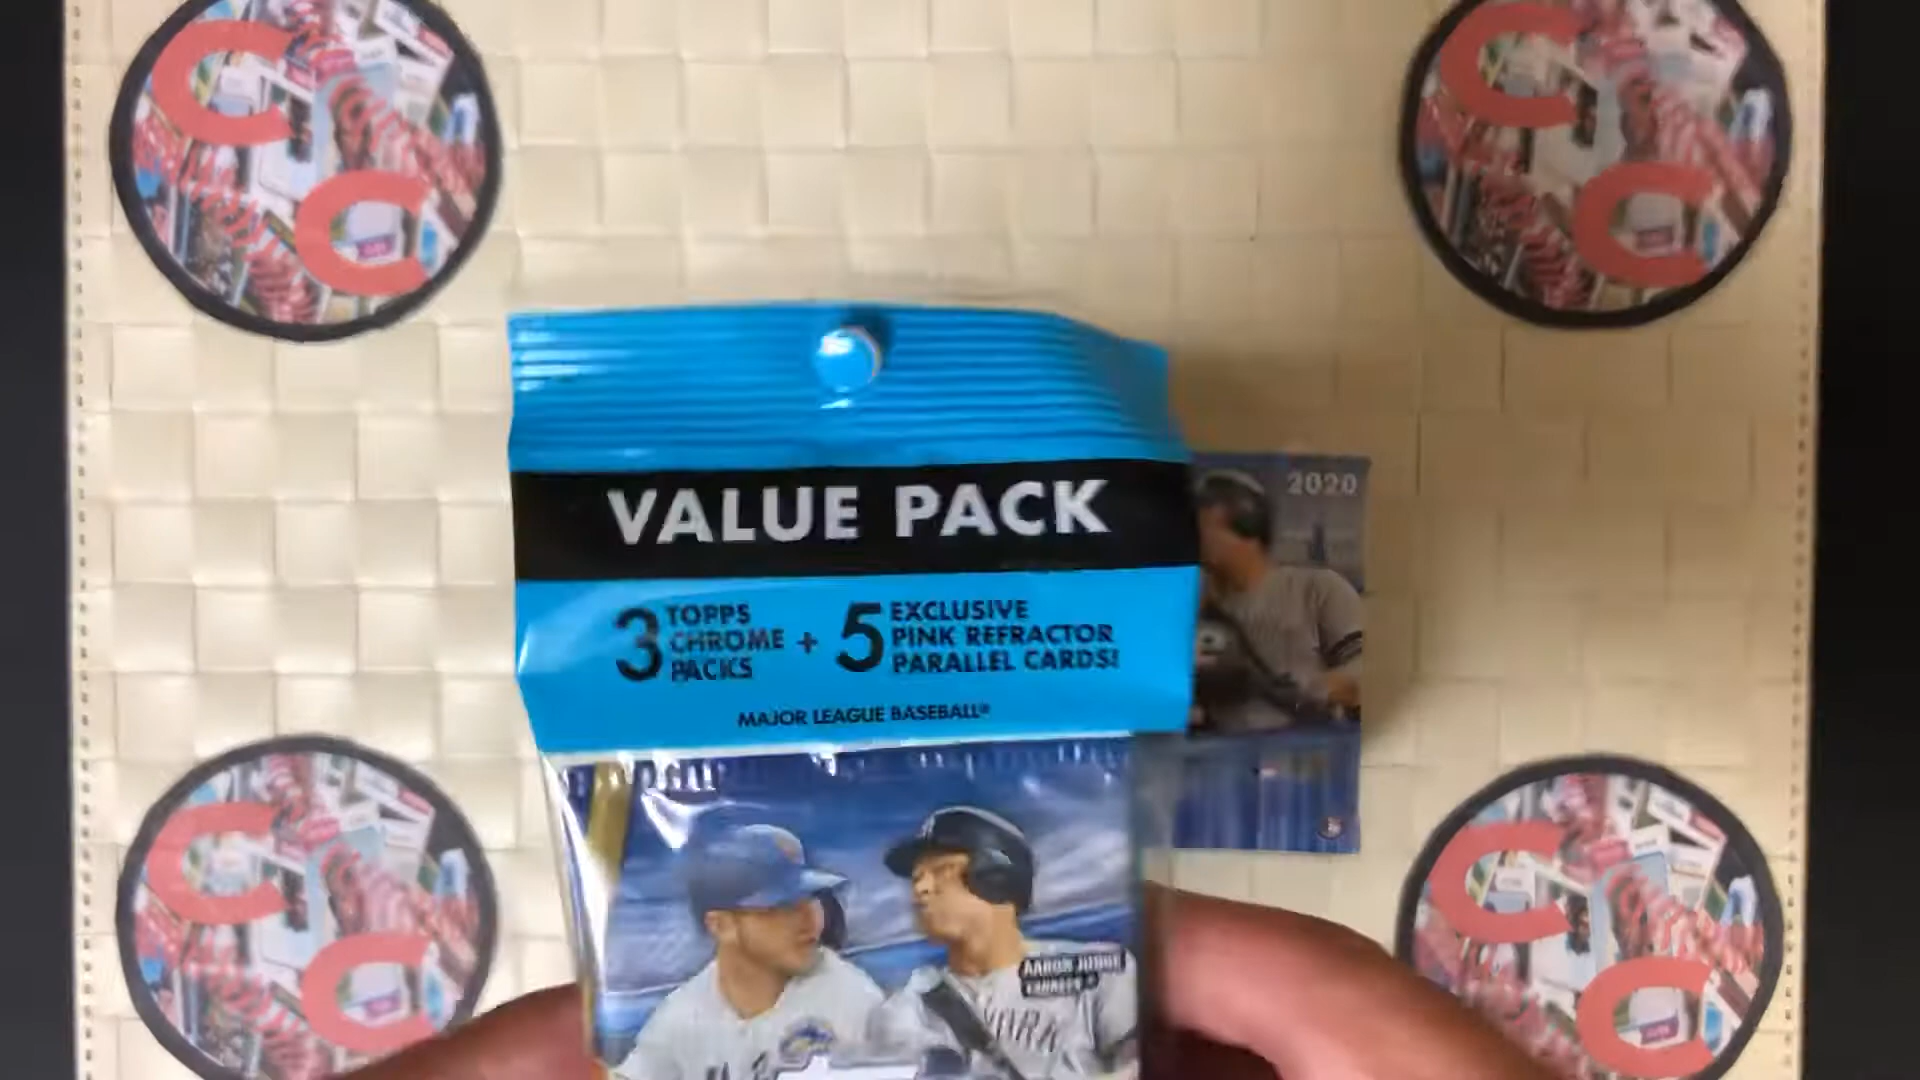 C
C
C
C
VALUE PACK
2020
3 TOPPS CHROME PACKS + 5 EXCLUSIVE PINK REFRACTOR PARALLEL CARDS!
MAJOR LEAGUE BASEBALL®
AARON JUDGE
YANKEES
YORK
C
C
C
C